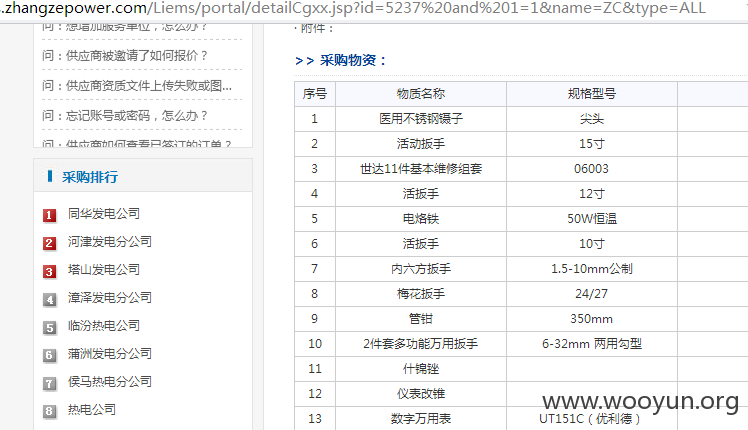 s.zhangzepower.com/Liems/portal/detailCgxx.jsp?id=5237%20and%201=1&name=ZC&type=ALL
问：想增加服务单位，怎么办？
问：供应商被邀请了如何报价？
问：供应商资质文件上传失败或图...
问：忘记账号或密码，怎么办？
问：供应商如何查看已签订的订单？
采购排行
1 同华发电公司
2 河津发电分公司
3 塔山发电公司
4 漳泽发电分公司
5 临汾热电公司
6 蒲洲发电分公司
7 侯马热电分公司
8 热电公司
· 附件：
>> 采购物资：
序号 物质名称 规格型号
1 医用不锈钢镊子 尖头
2 活动扳手 15寸
3 世达11件基本维修组套 06003
4 活扳手 12寸
5 电烙铁 50W恒温
6 活扳手 10寸
7 内六方扳手 1.5-10mm公制
8 梅花扳手 24/27
9 管钳 350mm
10 2件套多功能万用扳手 6-32mm 两用勾型
11 什锦锉
12 仪表改锥
13 数字万用表 UT151C（优利德）
www.wooyun.org